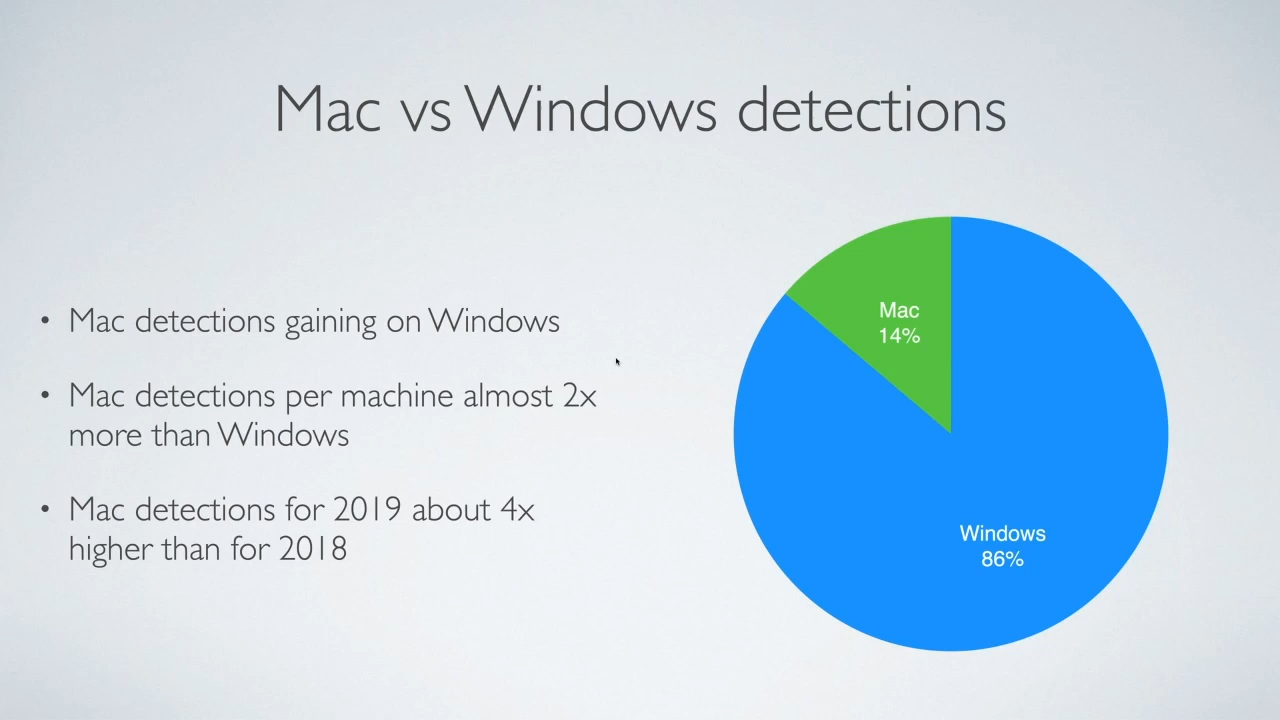 Mac vs Windows detections
• Mac detections gaining on Windows
• Mac detections per machine almost 2x
more than Windows
• Mac detections for 2019 about 4x
higher than for 2018
Mac
14%
Windows
86%